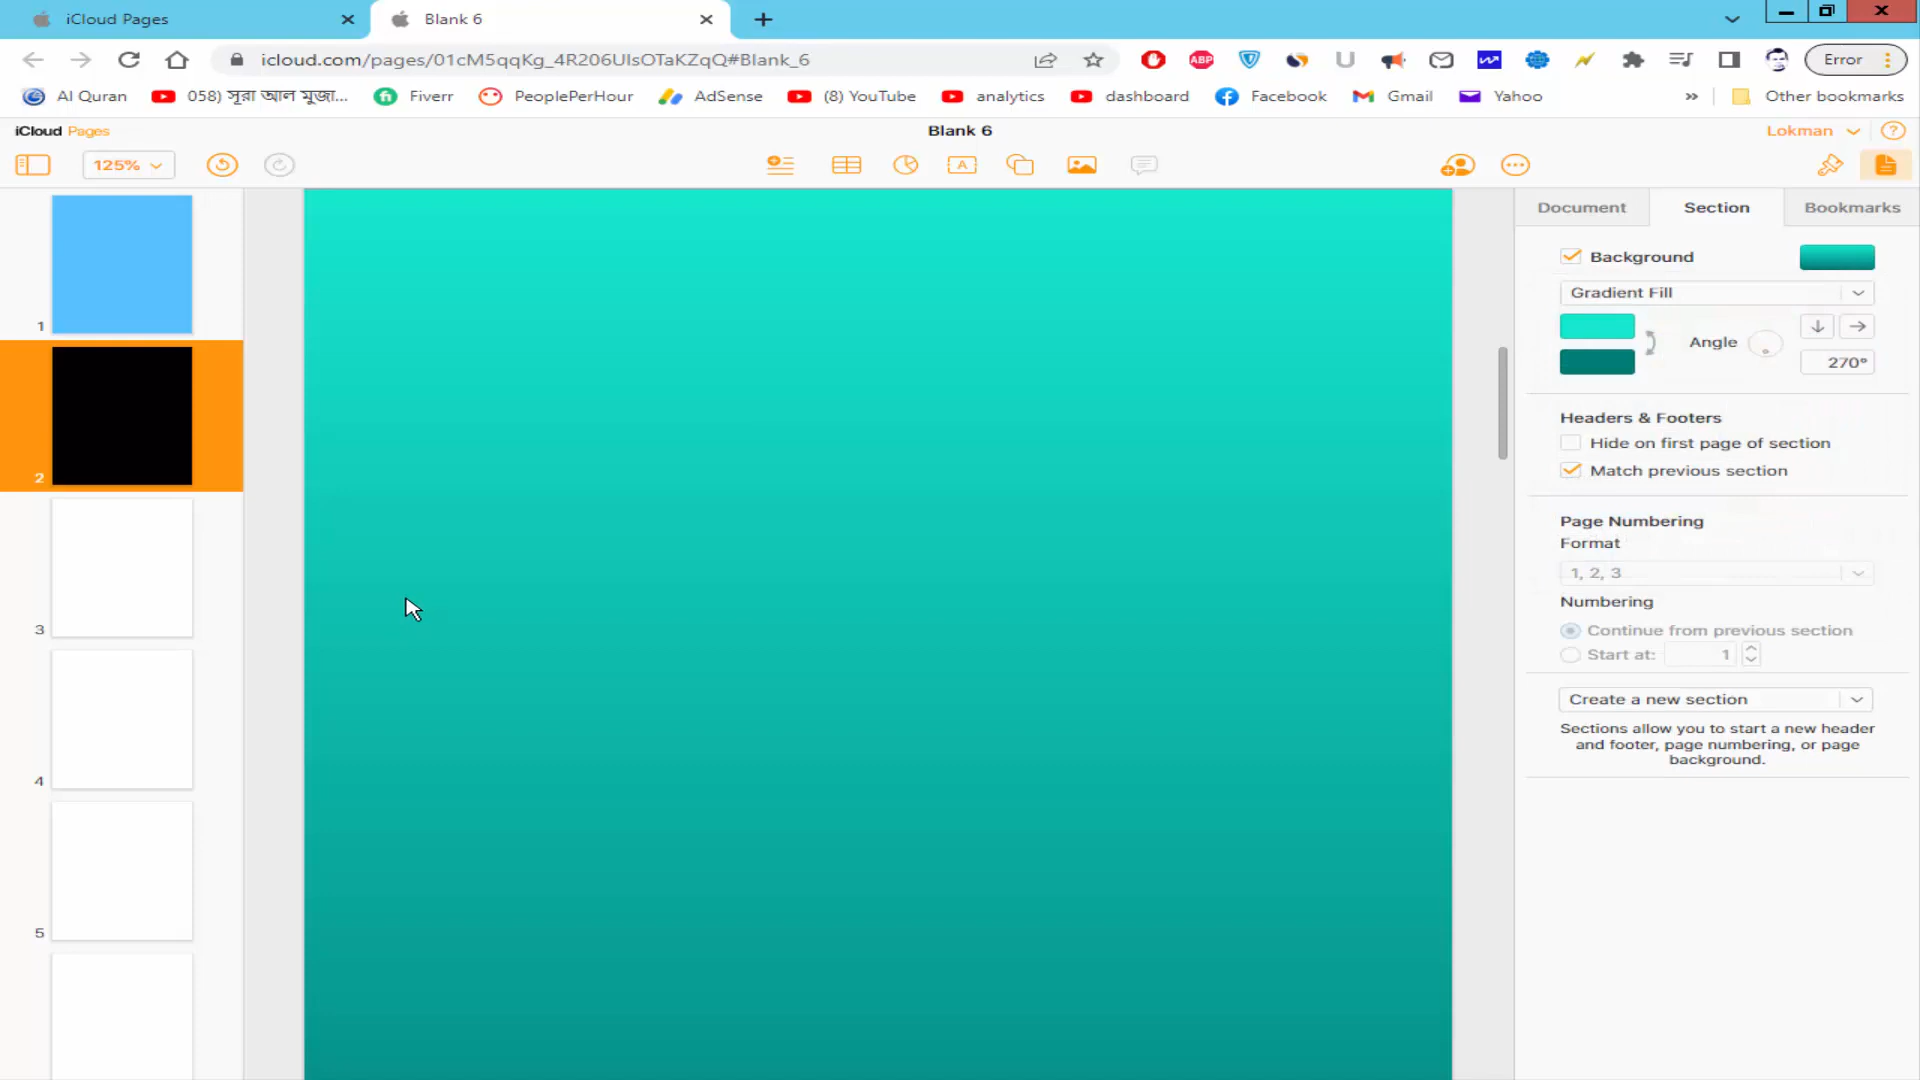 iCloud Pages
Blank 6
icloud.com/pages/01cM5qqKg_4R206UIsOTaKZqQ#Blank_6
ABP
U
Error
Al Quran
058) সূরা আল মুজা...
Fiverr
PeoplePerHour
AdSense
(8) YouTube
analytics
dashboard
Facebook
Gmail
Yahoo
Other bookmarks
iCloud Pages
Blank 6
Lokman
125%
Document
Section
Bookmarks
Background
Gradient Fill
Angle
270°
Headers & Footers
Hide on first page of section
Match previous section
Page Numbering
Format
1, 2, 3
Numbering
Continue from previous section
Start at: 1
Create a new section
Sections allow you to start a new header
and footer, page numbering, or page
background.
1
2
3
4
5